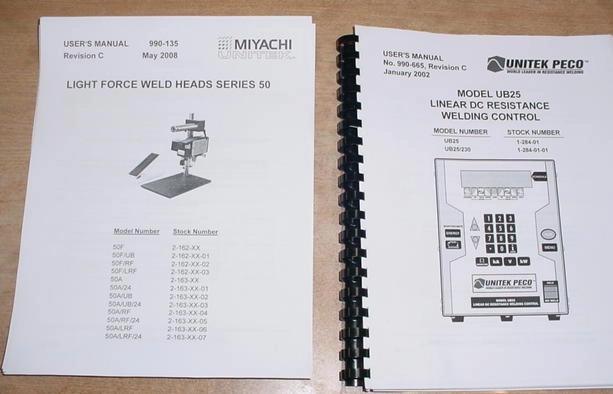 USER'S MANUAL 990-135
Revision C May 2008
MIYACHI
UNITEK
LIGHT FORCE WELD HEADS SERIES 50
Model Number Stock Number
50F 2-162-XX
50F/UB 2-162-XX-01
50F/RF 2-162-XX-02
50F/LRF 2-162-XX-03
50A 2-163-XX
50A/24 2-163-XX-01
50A/UB 2-163-XX-02
50A/UB/24 2-163-XX-03
50A/RF 2-163-XX-04
50A/RF/24 2-163-XX-05
50A/LRF 2-163-XX-06
50A/LRF/24 2-163-XX-07
USER'S MANUAL
No. 990-665, Revision C
January 2002
UNITEK PECO™
WORLD LEADER IN RESISTANCE WELDING
MODEL UB25
LINEAR DC RESISTANCE
WELDING CONTROL
MODEL NUMBER STOCK NUMBER
UB25 1-284-01
UB25/230 1-284-01-01
1 2 3
4 5 6
7 8 9
0
ENERGY
MENU
kA V kW
UNITEK PECO
MODEL UB25
LINEAR DC RESISTANCE WELDING CONTROL